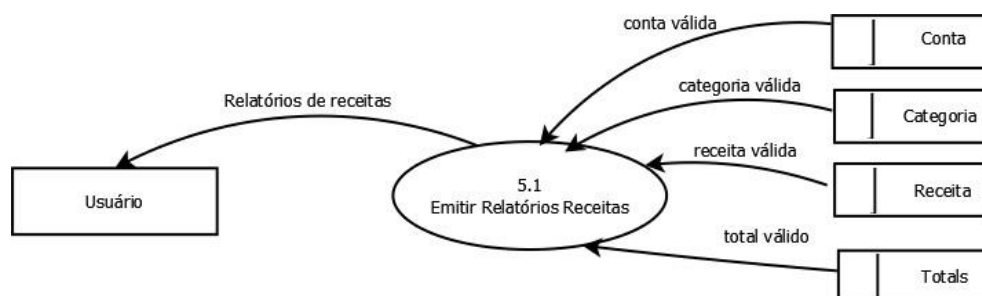 conta válida
Conta
categoria válida
Relatórios de receitas
Categoria
receita válida
5.1
Emitir Relatórios Receitas
Usuário
Receita
total válido
Totals